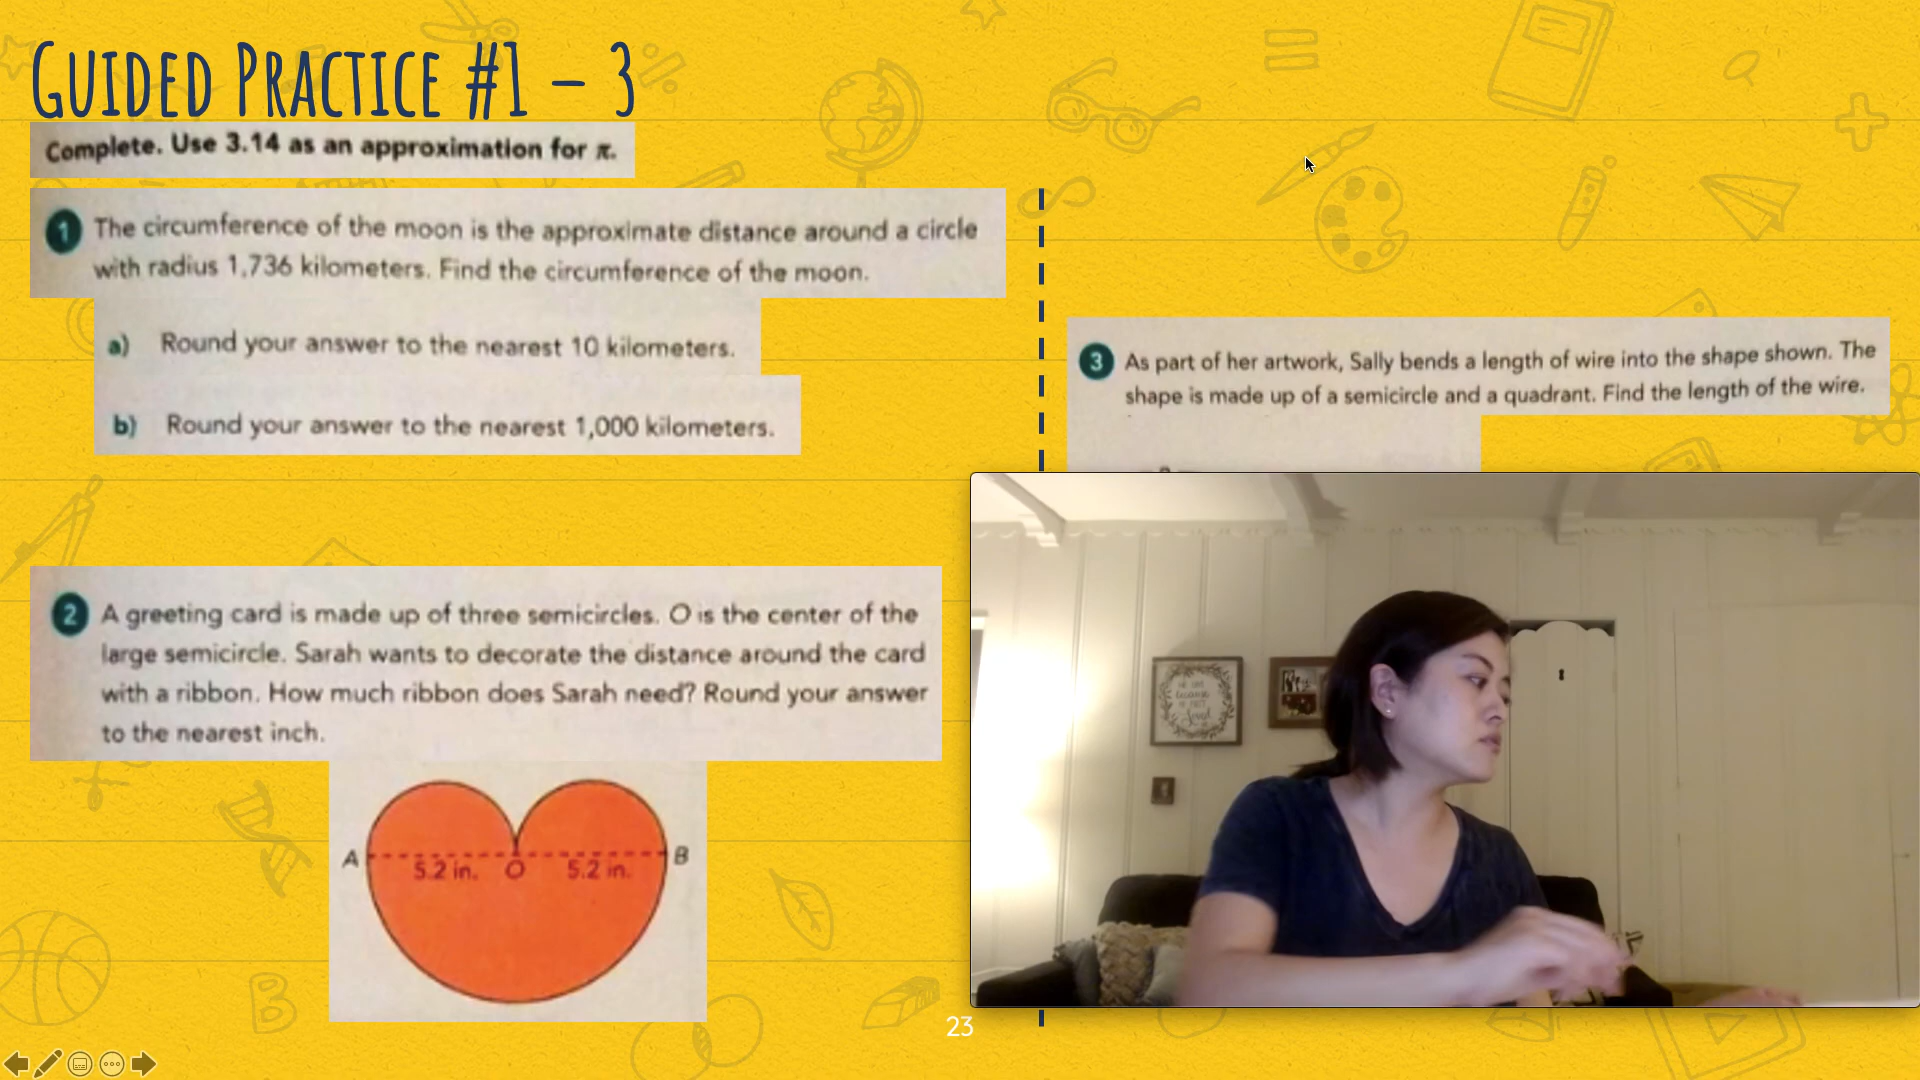 GUIDED PRACTICE #1 – 3
Complete. Use 3.14 as an approximation for π.
1 The circumference of the moon is the approximate distance around a circle
with radius 1,736 kilometers. Find the circumference of the moon.
a) Round your answer to the nearest 10 kilometers.
b) Round your answer to the nearest 1,000 kilometers.
2 A greeting card is made up of three semicircles. O is the center of the
large semicircle. Sarah wants to decorate the distance around the card
with a ribbon. How much ribbon does Sarah need? Round your answer
to the nearest inch.
A B
5.2 in. O 5.2 in.
3 As part of her artwork, Sally bends a length of wire into the shape shown. The
shape is made up of a semicircle and a quadrant. Find the length of the wire.
23